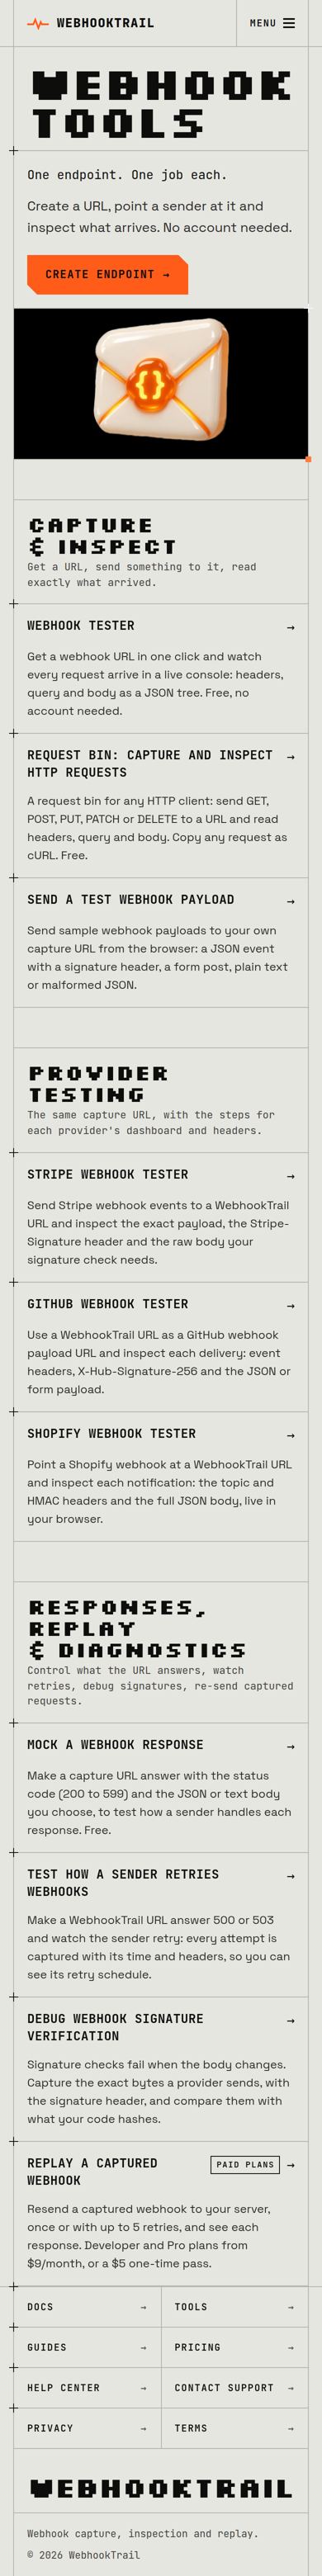 WEBHOOKTRAIL
MENU
WEBHOOK
TOOLS
One endpoint. One job each.
Create a URL, point a sender at it and
inspect what arrives. No account needed.
CREATE ENDPOINT →
{}
CAPTURE
& INSPECT
Get a URL, send something to it, read
exactly what arrived.
WEBHOOK TESTER →
Get a webhook URL in one click and watch
every request arrive in a live console: headers,
query and body as a JSON tree. Free, no
account needed.
REQUEST BIN: CAPTURE AND INSPECT →
HTTP REQUESTS
A request bin for any HTTP client: send GET,
POST, PUT, PATCH or DELETE to a URL and read
headers, query and body. Copy any request as
cURL. Free.
SEND A TEST WEBHOOK PAYLOAD →
Send sample webhook payloads to your own
capture URL from the browser: a JSON event
with a signature header, a form post, plain text
or malformed JSON.
PROVIDER
TESTING
The same capture URL, with the steps for
each provider's dashboard and headers.
STRIPE WEBHOOK TESTER →
Send Stripe webhook events to a WebhookTrail
URL and inspect the exact payload, the Stripe-
Signature header and the raw body your
signature check needs.
GITHUB WEBHOOK TESTER →
Use a WebhookTrail URL as a GitHub webhook
payload URL and inspect each delivery: event
headers, X-Hub-Signature-256 and the JSON or
form payload.
SHOPIFY WEBHOOK TESTER →
Point a Shopify webhook at a WebhookTrail URL
and inspect each notification: the topic and
HMAC headers and the full JSON body, live in
your browser.
RESPONSES,
REPLAY
& DIAGNOSTICS
Control what the URL answers, watch
retries, debug signatures, re-send captured
requests.
MOCK A WEBHOOK RESPONSE →
Make a capture URL answer with the status
code (200 to 599) and the JSON or text body
you choose, to test how a sender handles each
response. Free.
TEST HOW A SENDER RETRIES →
WEBHOOKS
Make a WebhookTrail URL answer 500 or 503
and watch the sender retry: every attempt is
captured with its time and headers, so you can
see its retry schedule.
DEBUG WEBHOOK SIGNATURE →
VERIFICATION
Signature checks fail when the body changes.
Capture the exact bytes a provider sends, with
the signature header, and compare them with
what your code hashes.
REPLAY A CAPTURED PAID PLANS →
WEBHOOK
Resend a captured webhook to your server,
once or with up to 5 retries, and see each
response. Developer and Pro plans from
$9/month, or a $5 one-time pass.
DOCS → TOOLS →
GUIDES → PRICING →
HELP CENTER → CONTACT SUPPORT →
PRIVACY → TERMS →
WEBHOOKTRAIL
Webhook capture, inspection and replay.
© 2026 WebhookTrail